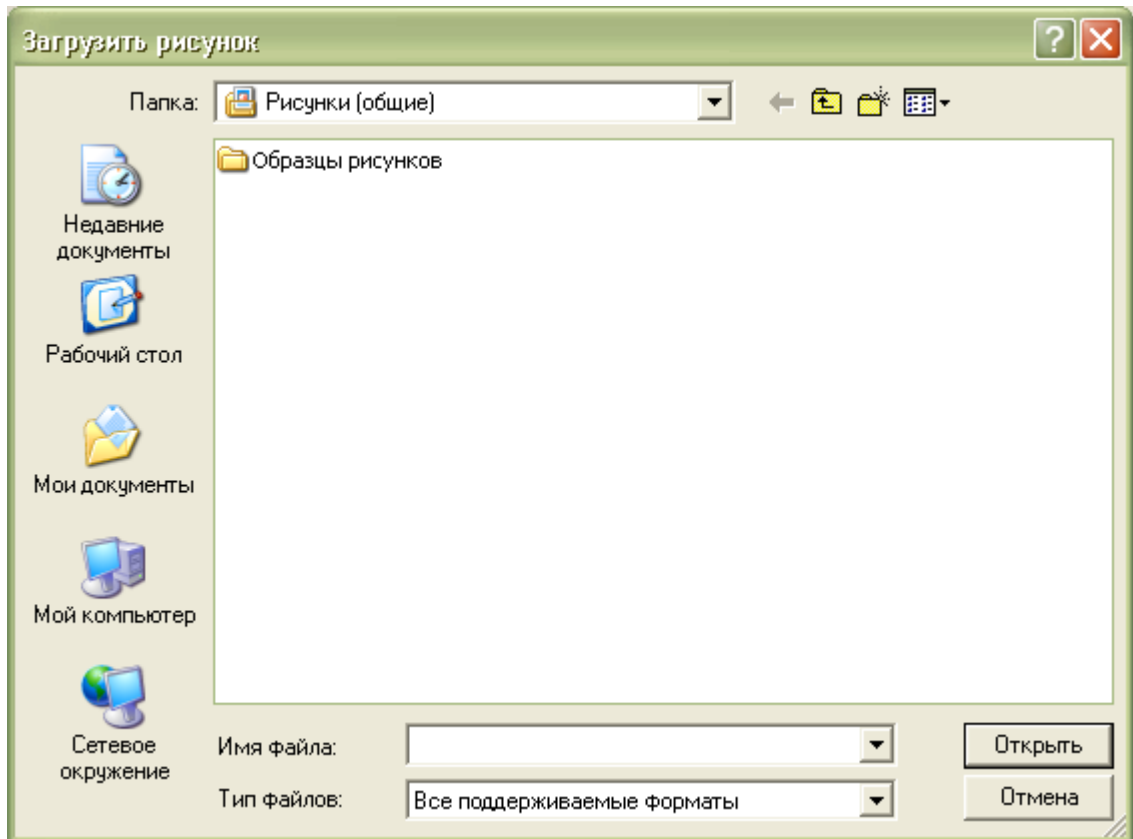 Загрузить рисунок
Папка: Рисунки (общие)
Образцы рисунков
Недавние
документы
Рабочий стол
Мои документы
Мой компьютер
Сетевое
окружение
Имя файла:
Открыть
Тип файлов: Все поддерживаемые форматы
Отмена